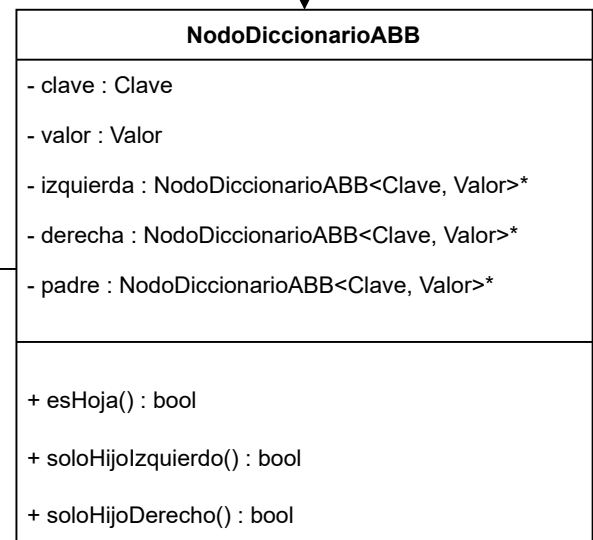 NodoDiccionarioABB
- clave : Clave
- valor : Valor
- izquierda : NodoDiccionarioABB<Clave, Valor>*
- derecha : NodoDiccionarioABB<Clave, Valor>*
- padre : NodoDiccionarioABB<Clave, Valor>*
+ esHoja() : bool
+ soloHijoIzquierdo() : bool
+ soloHijoDerecho() : bool